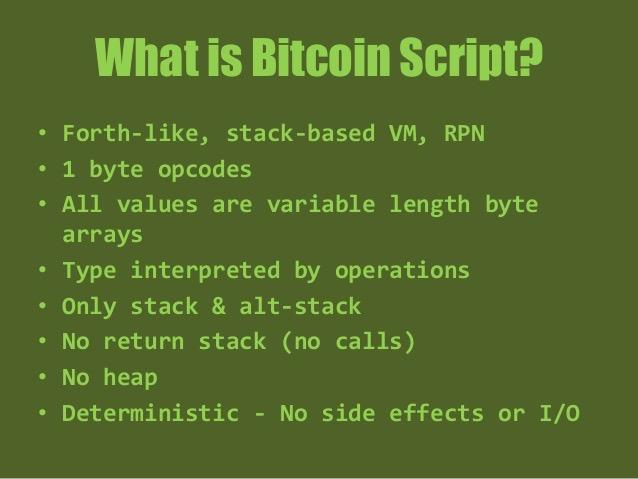 What is Bitcoin Script?
• Forth-like, stack-based VM, RPN
• 1 byte opcodes
• All values are variable length byte
arrays
• Type interpreted by operations
• Only stack & alt-stack
• No return stack (no calls)
• No heap
• Deterministic - No side effects or I/O